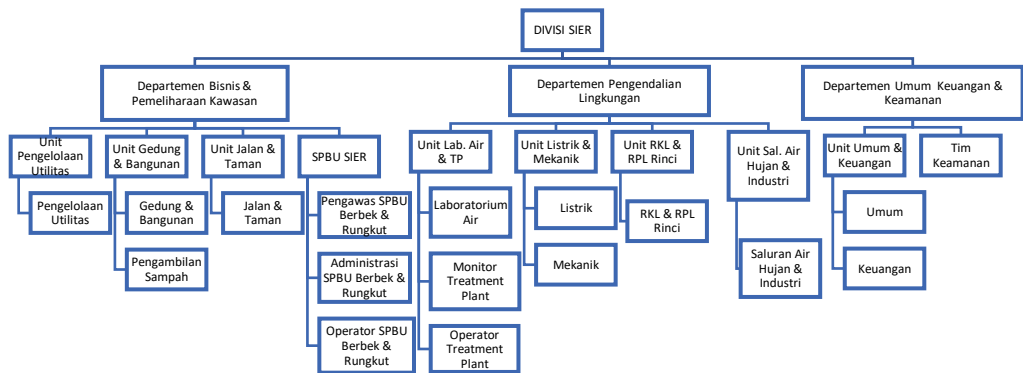 DIVISI SIER
Departemen Bisnis &
Pemeliharaan Kawasan
Departemen Pengendalian
Lingkungan
Departemen Umum Keuangan &
Keamanan
Unit
Pengelolaan
Utilitas
Unit Gedung
& Bangunan
Unit Jalan &
Taman
SPBU SIER
Unit Lab. Air
& TP
Unit Listrik &
Mekanik
Unit RKL &
RPL Rinci
Unit Sal. Air
Hujan &
Industri
Unit Umum &
Keuangan
Tim
Keamanan
Pengelolaan
Utilitas
Gedung &
Bangunan
Jalan &
Taman
Pengawas SPBU
Berbek &
Rungkut
Laboratorium
Air
Listrik
RKL & RPL
Rinci
Umum
Pengambilan
Sampah
Administrasi
SPBU Berbek &
Rungkut
Monitor
Treatment
Plant
Mekanik
Saluran Air
Hujan &
Industri
Keuangan
Operator SPBU
Berbek &
Rungkut
Operator
Treatment
Plant